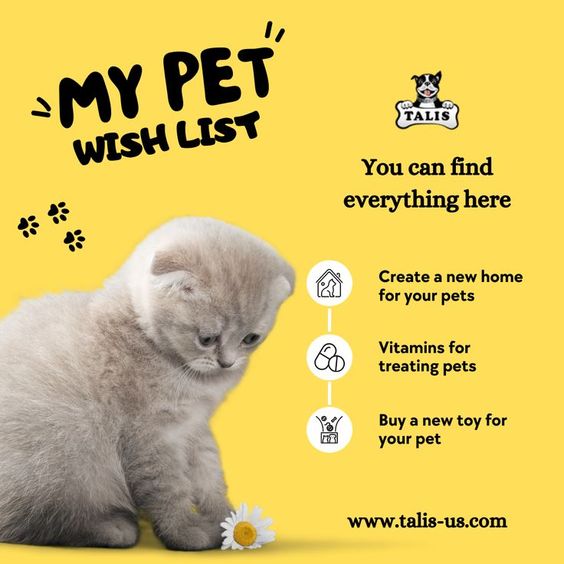 MY PET
WISH LIST
TALIS
You can find
everything here
Create a new home
for your pets
Vitamins for
treating pets
Buy a new toy for
your pet
www.talis-us.com